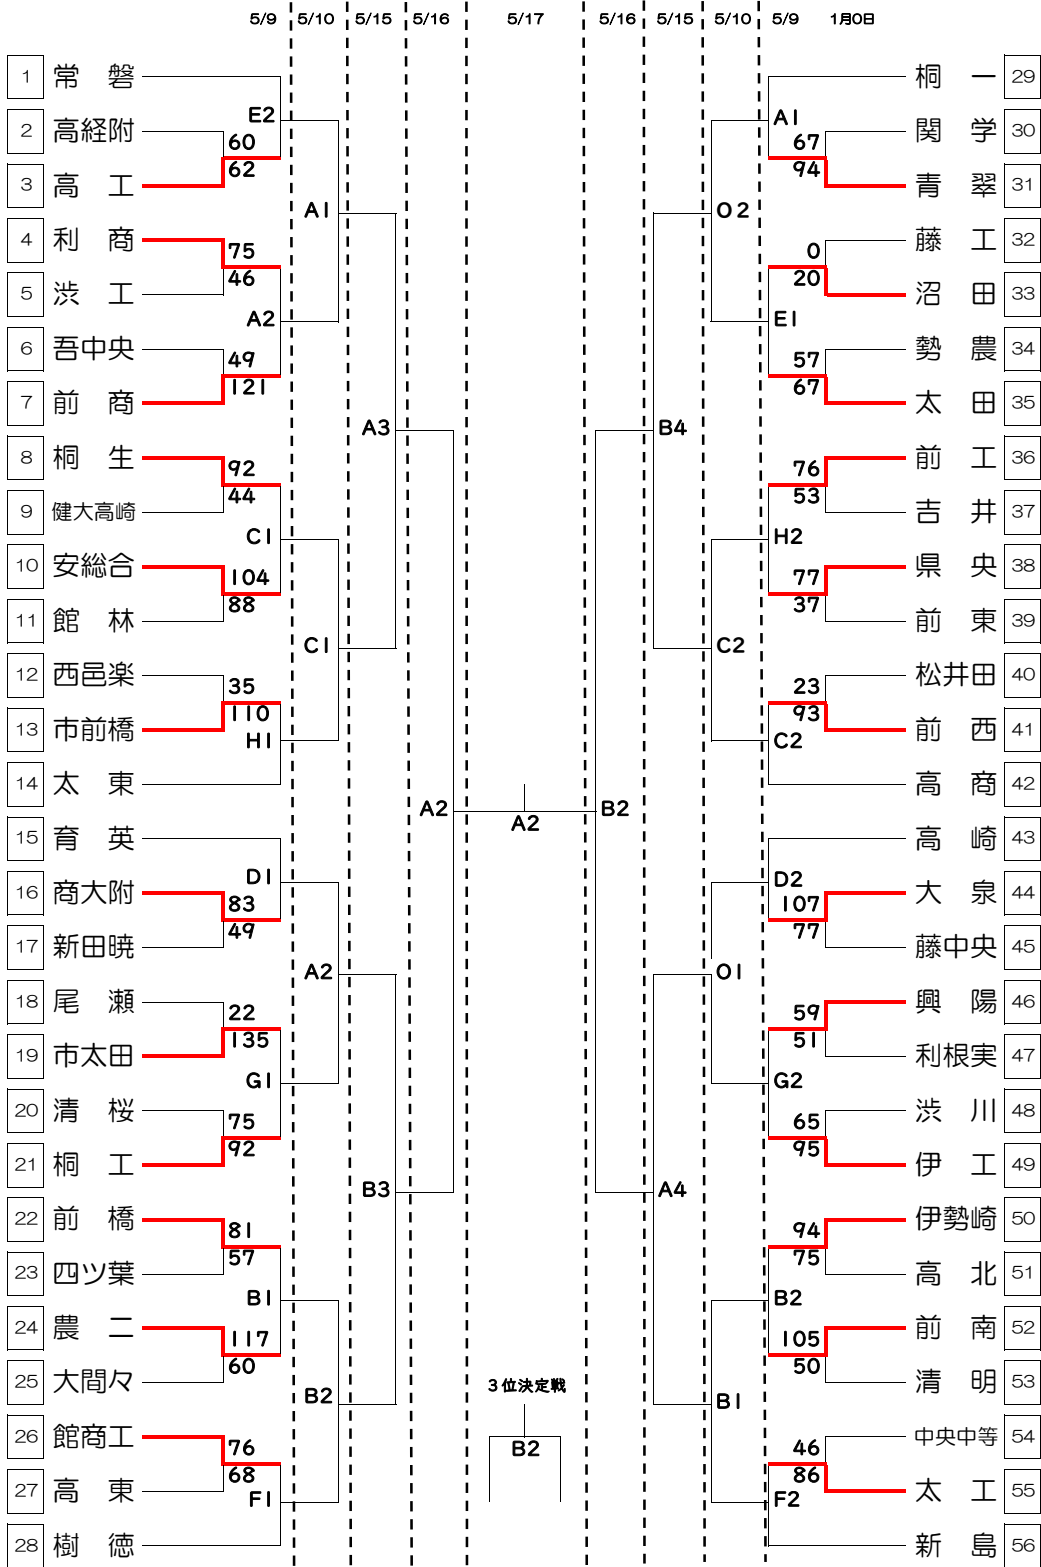 5/9 5/10 5/15 5/16 5/17 5/16 5/15 5/10 5/9 1月0日
1 常 磐
E2
2 高経附
60
62
3 高 工
A1
4 利 商
75
46
5 渋 工
A2
6 吾中央
49
121
7 前 商
A3
8 桐 生
92
44
9 健大高崎
C1
10 安総合
104
88
11 館 林
C1
12 西邑楽
35
110
13 市前橋
H1
14 太 東
A2
15 育 英
D1
16 商大附
83
49
17 新田暁
A2
18 尾 瀬
22
135
19 市太田
G1
20 清 桜
75
92
21 桐 工
B3
22 前 橋
81
57
23 四ツ葉
B1
24 農 二
117
60
25 大間々
B2
26 館商工
76
68
27 高 東
F1
28 樹 徳
A2
3位決定戦
B2
桐 一 29
A1
関 学 30
67
94
青 翠 31
O2
藤 工 32
0
20
沼 田 33
E1
勢 農 34
57
67
太 田 35
B4
前 工 36
76
53
吉 井 37
H2
県 央 38
77
37
前 東 39
C2
松井田 40
23
93
前 西 41
C2
高 商 42
B2
高 崎 43
D2
大 泉 44
107
77
藤中央 45
O1
興 陽 46
59
51
利根実 47
G2
渋 川 48
65
95
伊 工 49
A4
伊勢崎 50
94
75
高 北 51
B2
前 南 52
105
50
清 明 53
B1
中央中等 54
46
86
太 工 55
F2
新 島 56